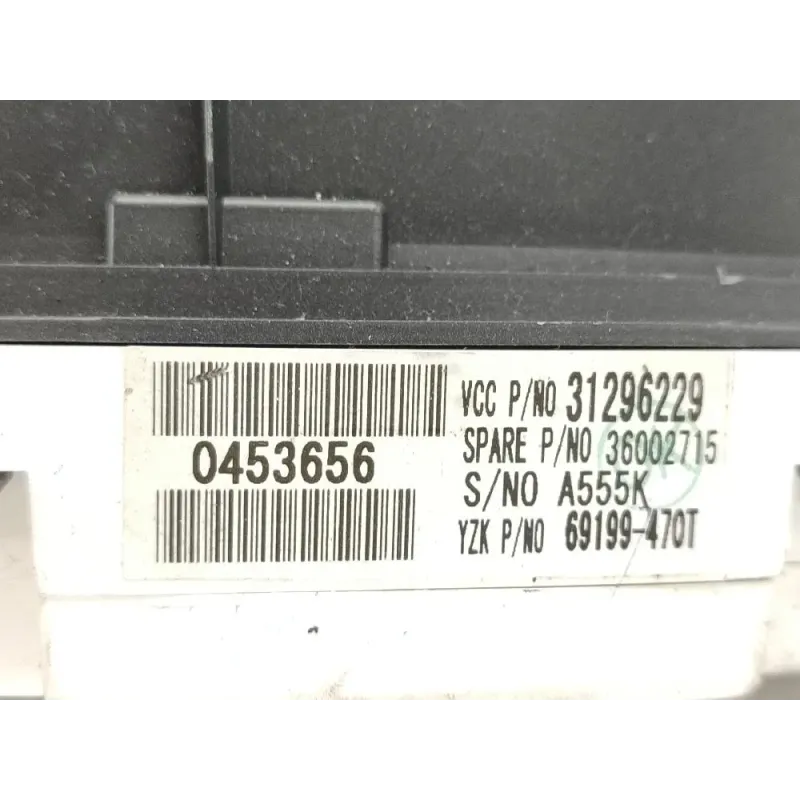 0453656
VCC P/NO 31296229
SPARE P/NO 36002715
S/NO A555K
YZK P/NO 69199-470T